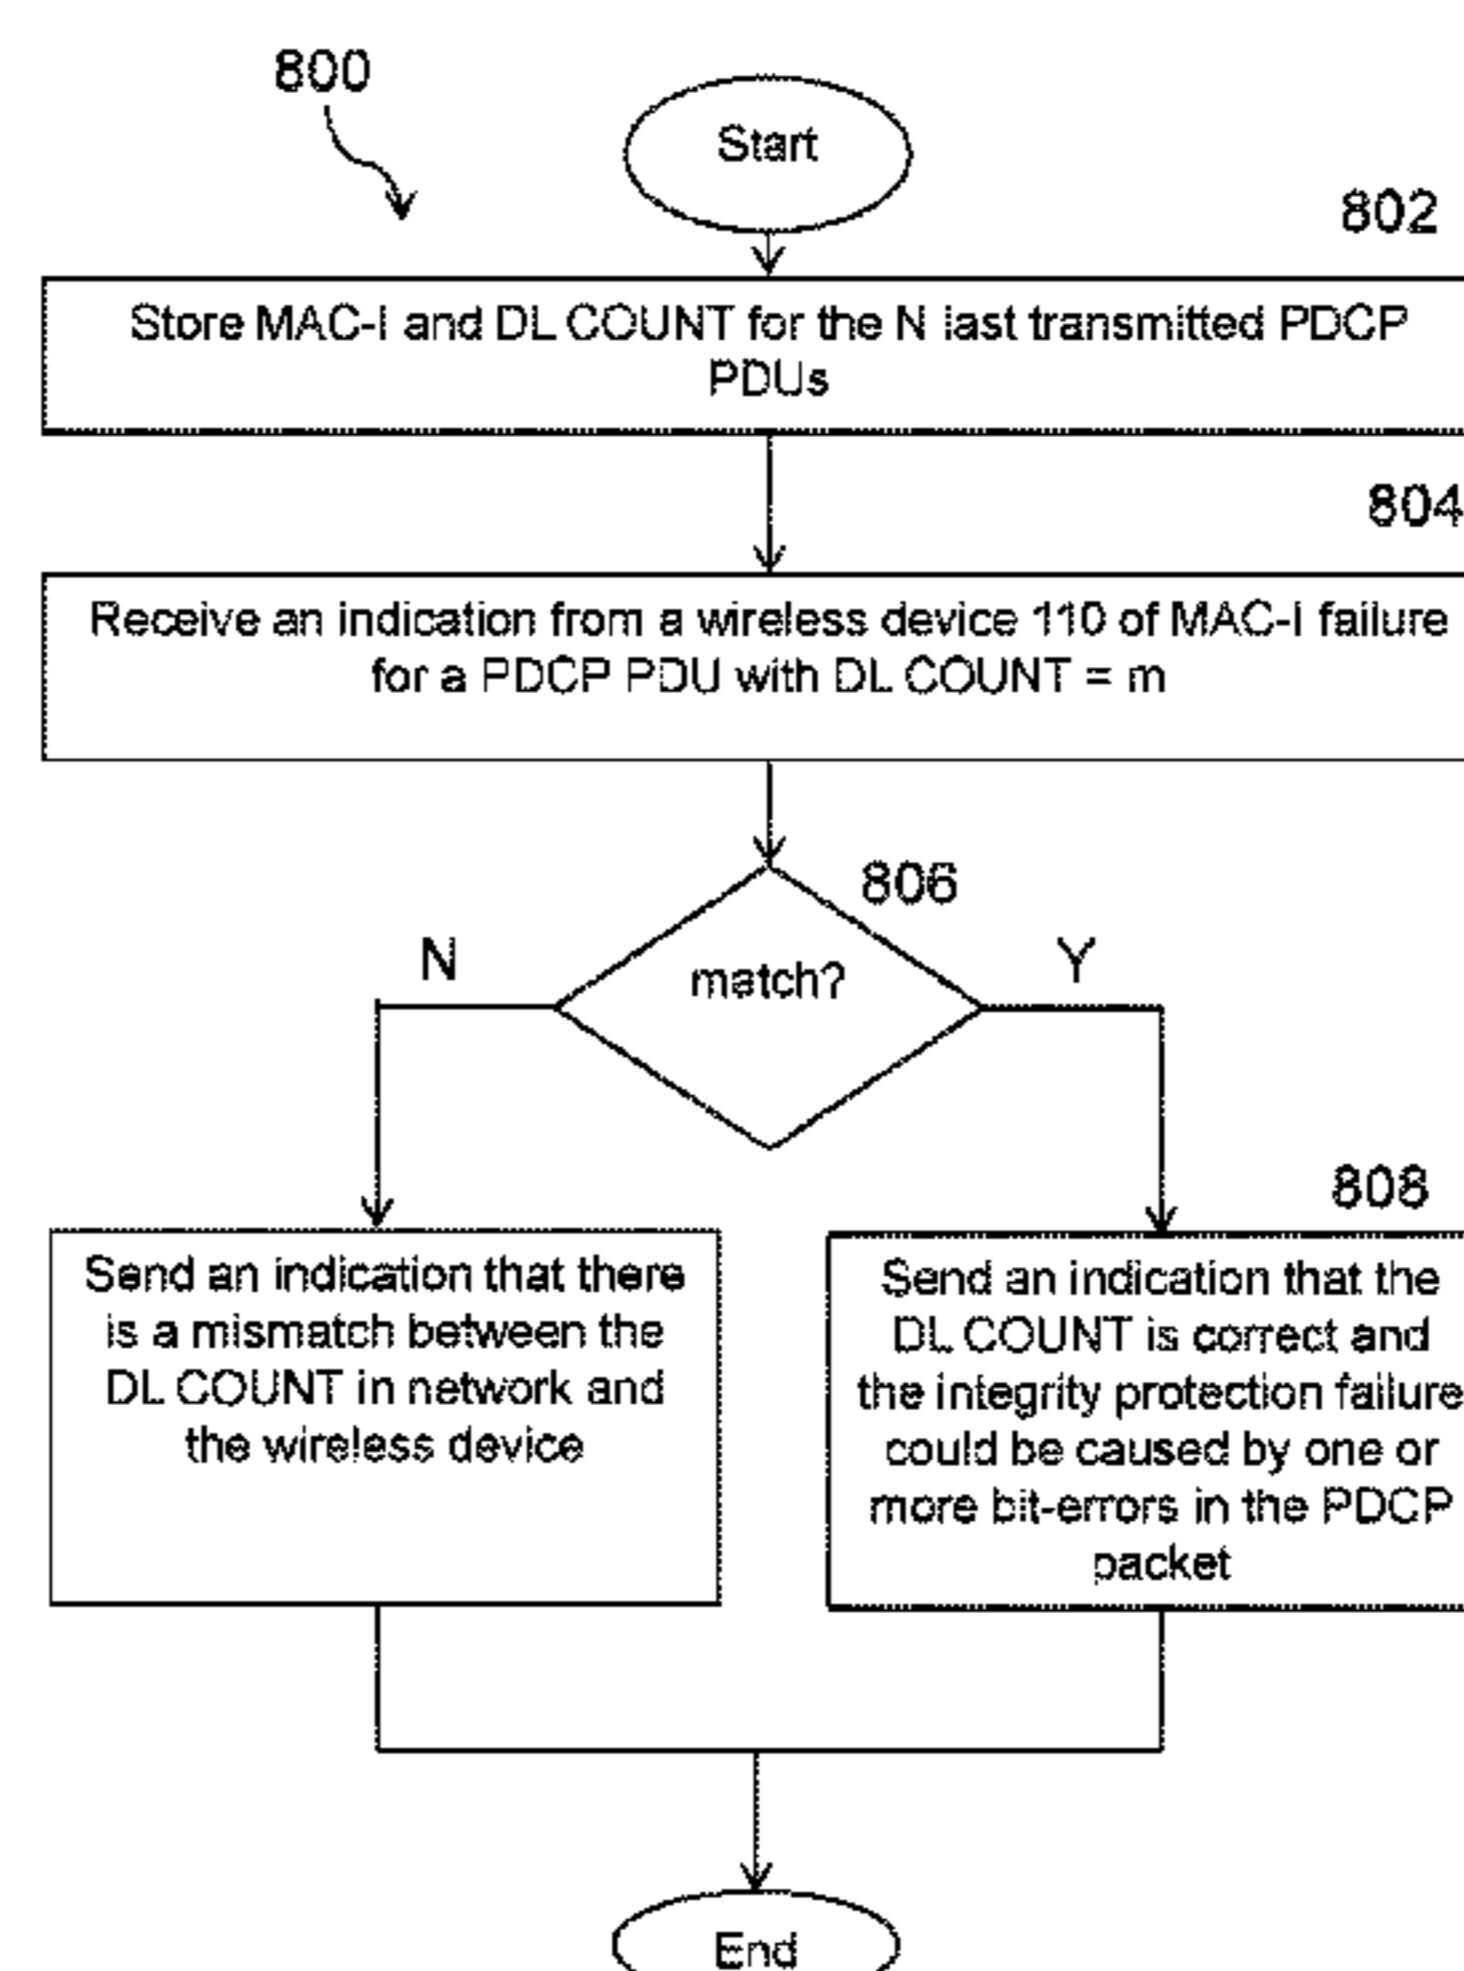 800
Start
802
Store MAC-I and DL COUNT for the N last transmitted PDCP
PDUs
804
Receive an indication from a wireless device 110 of MAC-I failure
for a PDCP PDU with DL COUNT = m
806
N
Y
match?
808
Send an indication that there
is a mismatch between the
DL COUNT in network and
the wireless device
Send an indication that the
DL COUNT is correct and
the integrity protection failure
could be caused by one or
more bit-errors in the PDCP
packet
End